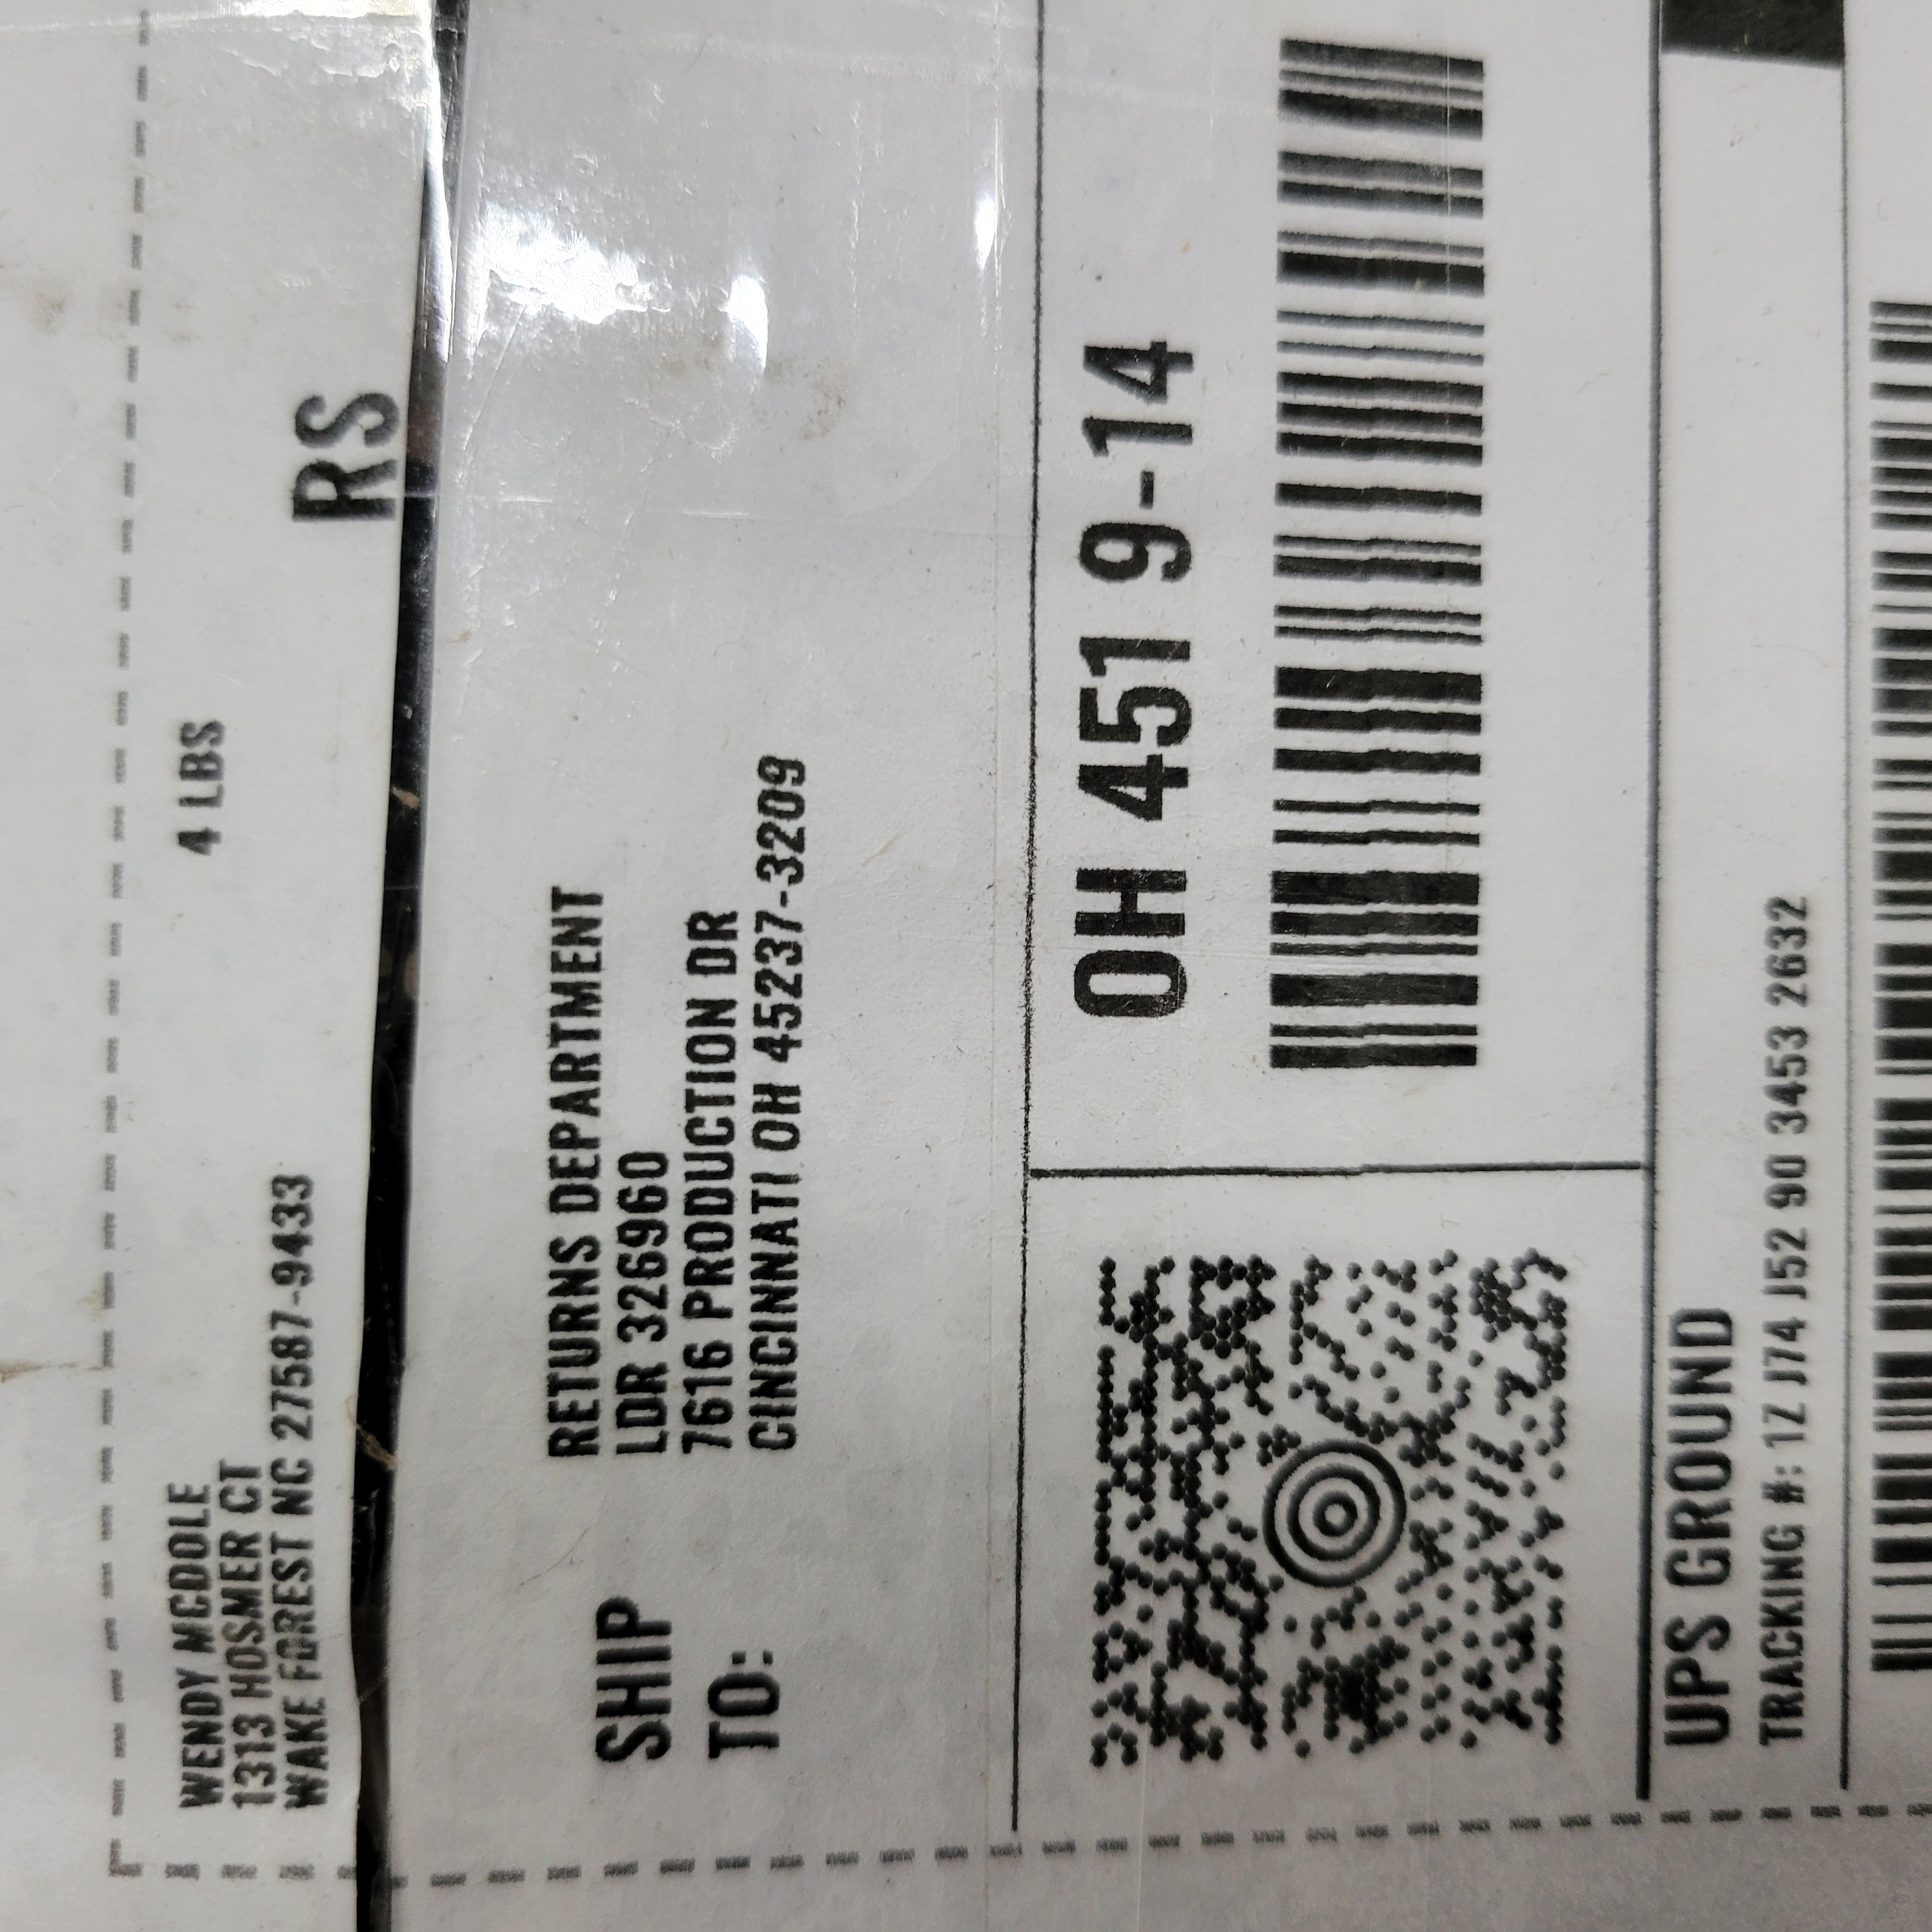 WENDY MCDOLE
1313 HOSMER CT
WAKE FOREST NC 27587-9433
4 LBS
RS
SHIP
TO:
RETURNS DEPARTMENT
LDR 326960
7616 PRODUCTION DR
CINCINNATI OH 45237-3209
OH 451 9-14
UPS GROUND
TRACKING #: 1Z J74 J52 90 3453 2632